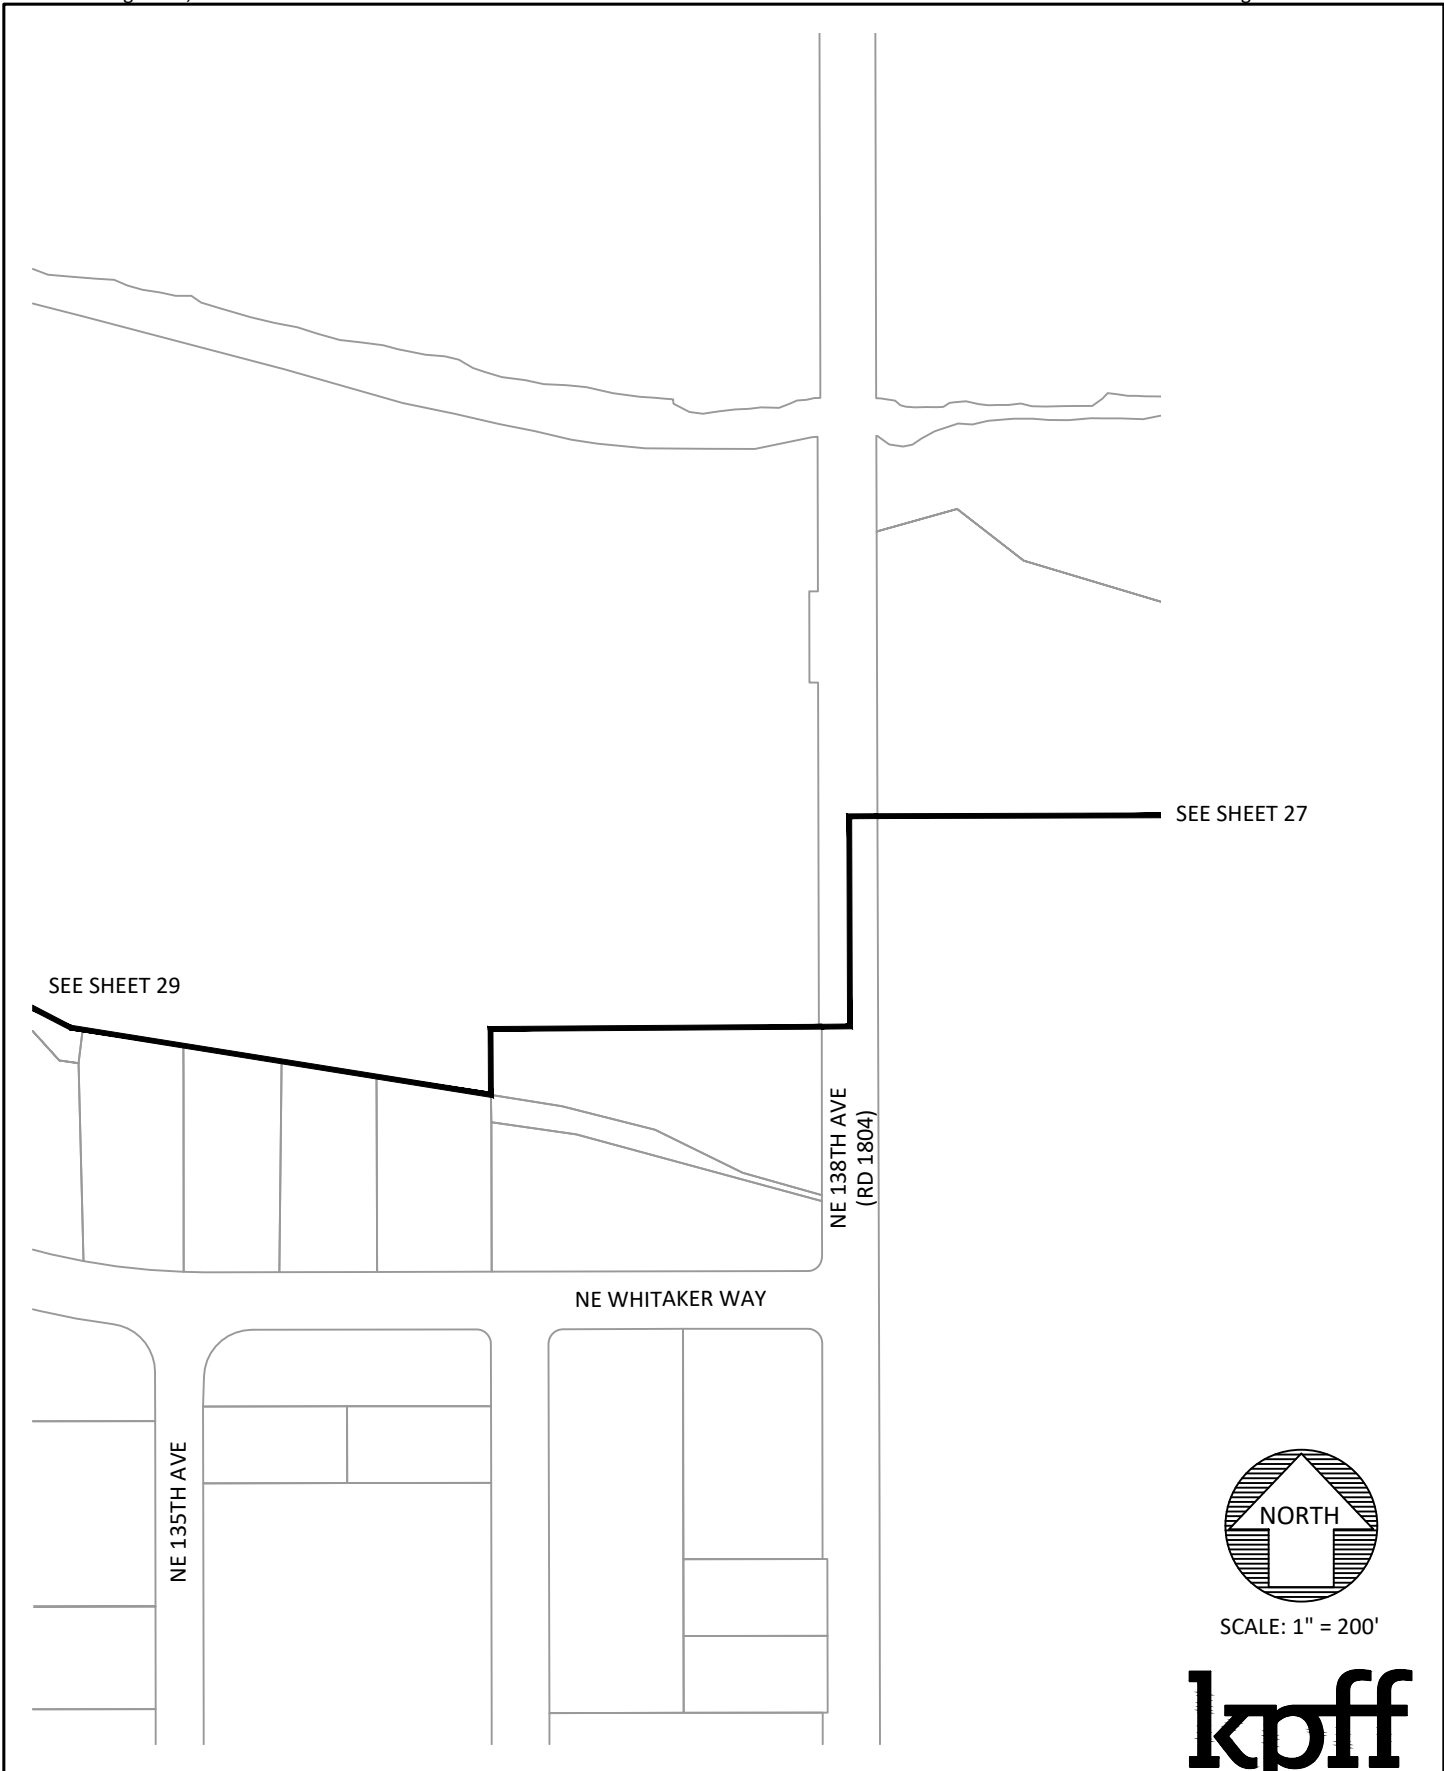 SEE SHEET 27
SEE SHEET 29
NE 138TH AVE
(RD 1804)
NE WHITAKER WAY
NE 135TH AVE
NORTH
SCALE: 1" = 200'
kpff